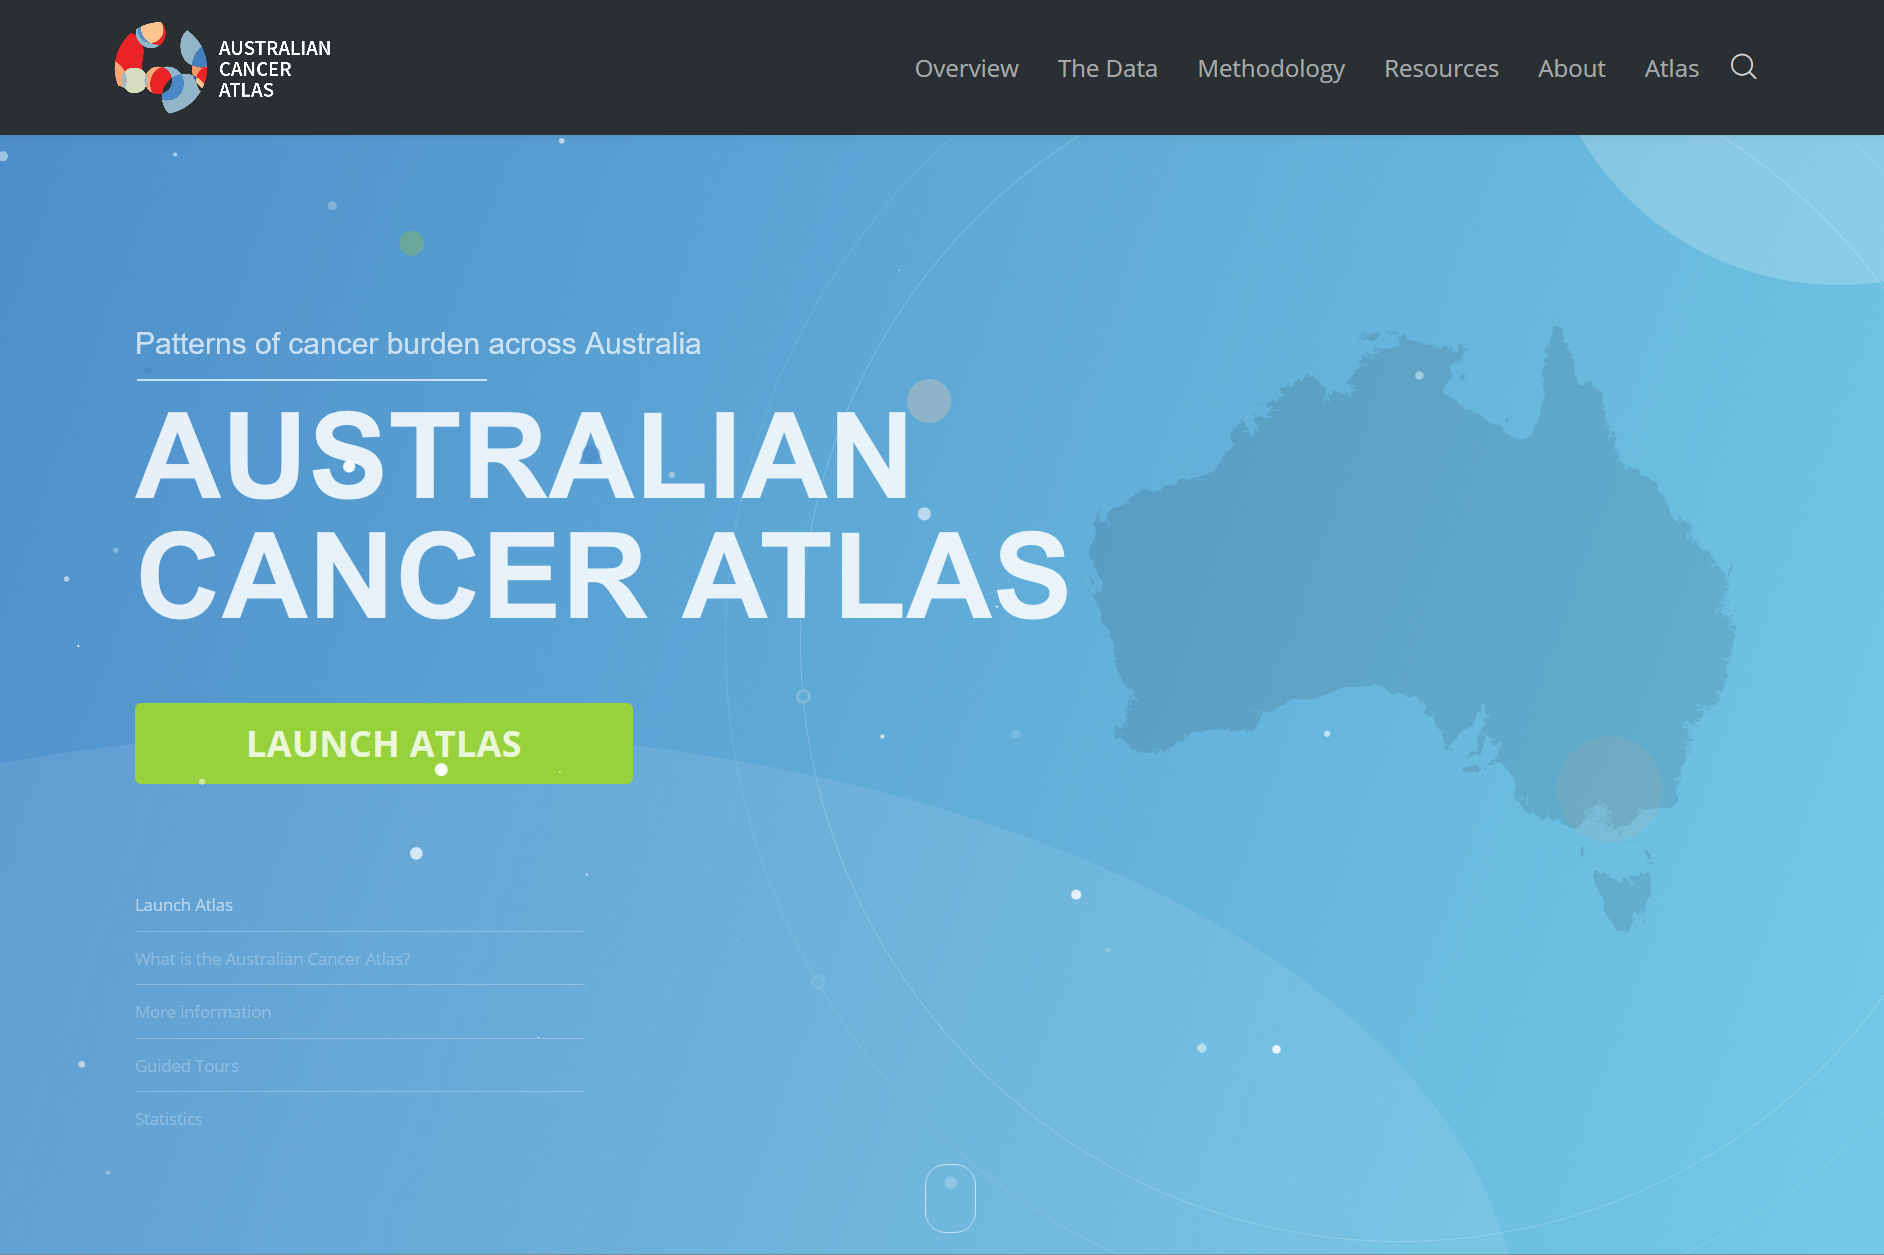 AUSTRALIAN
CANCER
ATLAS
Overview The Data Methodology Resources About Atlas
Patterns of cancer burden across Australia
AUSTRALIAN
CANCER ATLAS
LAUNCH ATLAS
Launch Atlas
What is the Australian Cancer Atlas?
More information
Guided Tours
Statistics